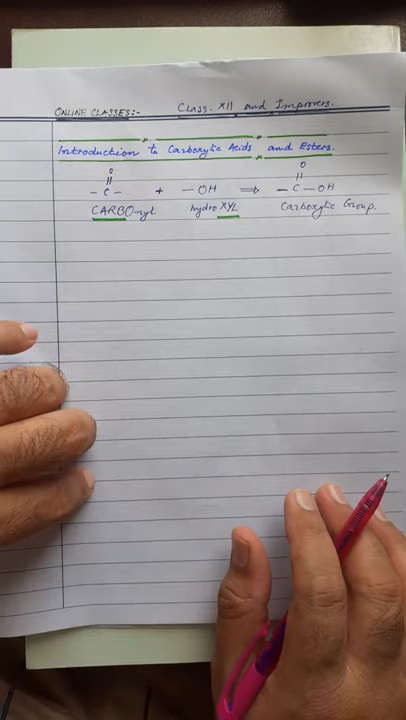 ONLINE CLASSES:- Class. XII and Improvers.
Introduction to Carboxylic Acids and Esters.
O O
|| ||
– C – + – OH ⟹ – C – OH
CARBOnyl hydroXYL Carboxylic Group.